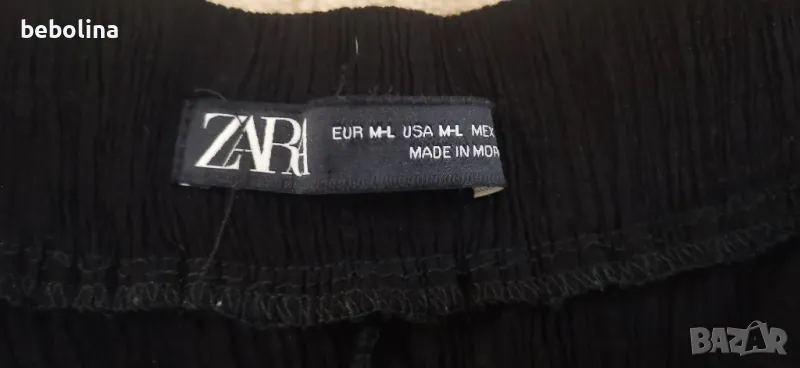 bebolina
ZARA
EUR M-L USA M-L MEX
MADE IN MOR
BAZAR